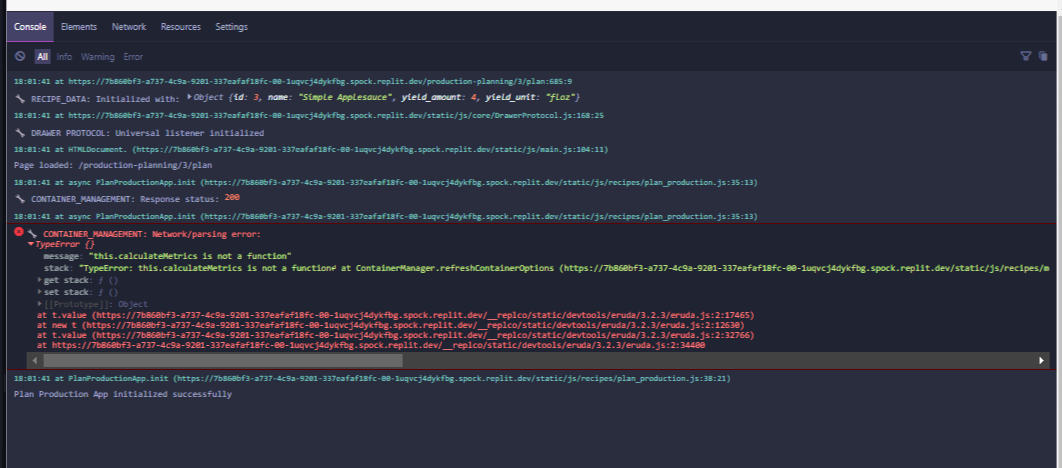 Console Elements Network Resources Settings
All Info Warning Error
18:01:41 at https://7b860bf3-a737-4c9a-9201-337eafaf18fc-00-1uqvcj4dykfbg.spock.replit.dev/production-planning/3/plan:685:9
RECIPE_DATA: Initialized with: Object {id: 3, name: "Simple Applesauce", yield_amount: 4, yield_unit: "floz"}
18:01:41 at https://7b860bf3-a737-4c9a-9201-337eafaf18fc-00-1uqvcj4dykfbg.spock.replit.dev/static/js/core/DrawerProtocol.js:168:25
DRAWER PROTOCOL: Universal listener initialized
18:01:41 at HTMLDocument. (https://7b860bf3-a737-4c9a-9201-337eafaf18fc-00-1uqvcj4dykfbg.spock.replit.dev/static/js/main.js:104:11)
Page loaded: /production-planning/3/plan
18:01:41 at async PlanProductionApp.init (https://7b860bf3-a737-4c9a-9201-337eafaf18fc-00-1uqvcj4dykfbg.spock.replit.dev/static/js/recipes/plan_production.js:35:13)
CONTAINER_MANAGEMENT: Response status: 200
18:01:41 at async PlanProductionApp.init (https://7b860bf3-a737-4c9a-9201-337eafaf18fc-00-1uqvcj4dykfbg.spock.replit.dev/static/js/recipes/plan_production.js:35:13)
CONTAINER_MANAGEMENT: Network/parsing error:
TypeError {}
message: "this.calculateMetrics is not a function"
stack: "TypeError: this.calculateMetrics is not a function↵ at ContainerManager.refreshContainerOptions (https://7b860bf3-a737-4c9a-9201-337eafaf18fc-00-1uqvcj4dykfbg.spock.replit.dev/static/js/recipes/m
get stack: ƒ ()
set stack: ƒ ()
[[Prototype]]: Object
at t.value (https://7b860bf3-a737-4c9a-9201-337eafaf18fc-00-1uqvcj4dykfbg.spock.replit.dev/__replco/static/devtools/eruda/3.2.3/eruda.js:2:17465)
at new t (https://7b860bf3-a737-4c9a-9201-337eafaf18fc-00-1uqvcj4dykfbg.spock.replit.dev/__replco/static/devtools/eruda/3.2.3/eruda.js:2:12630)
at t.value (https://7b860bf3-a737-4c9a-9201-337eafaf18fc-00-1uqvcj4dykfbg.spock.replit.dev/__replco/static/devtools/eruda/3.2.3/eruda.js:2:32766)
at https://7b860bf3-a737-4c9a-9201-337eafaf18fc-00-1uqvcj4dykfbg.spock.replit.dev/__replco/static/devtools/eruda/3.2.3/eruda.js:2:34400
18:01:41 at PlanProductionApp.init (https://7b860bf3-a737-4c9a-9201-337eafaf18fc-00-1uqvcj4dykfbg.spock.replit.dev/static/js/recipes/plan_production.js:38:21)
Plan Production App initialized successfully